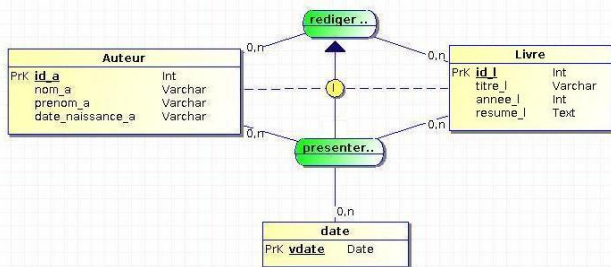 rediger ..
0,n
0,n
Auteur
PrK id_a Int
nom_a Varchar
prenom_a Varchar
date_naissance_a Varchar
I
Livre
PrK id_l Int
titre_l Varchar
annee_l Int
resume_l Text
0,n
0,n
presenter..
0,n
date
PrK vdate Date